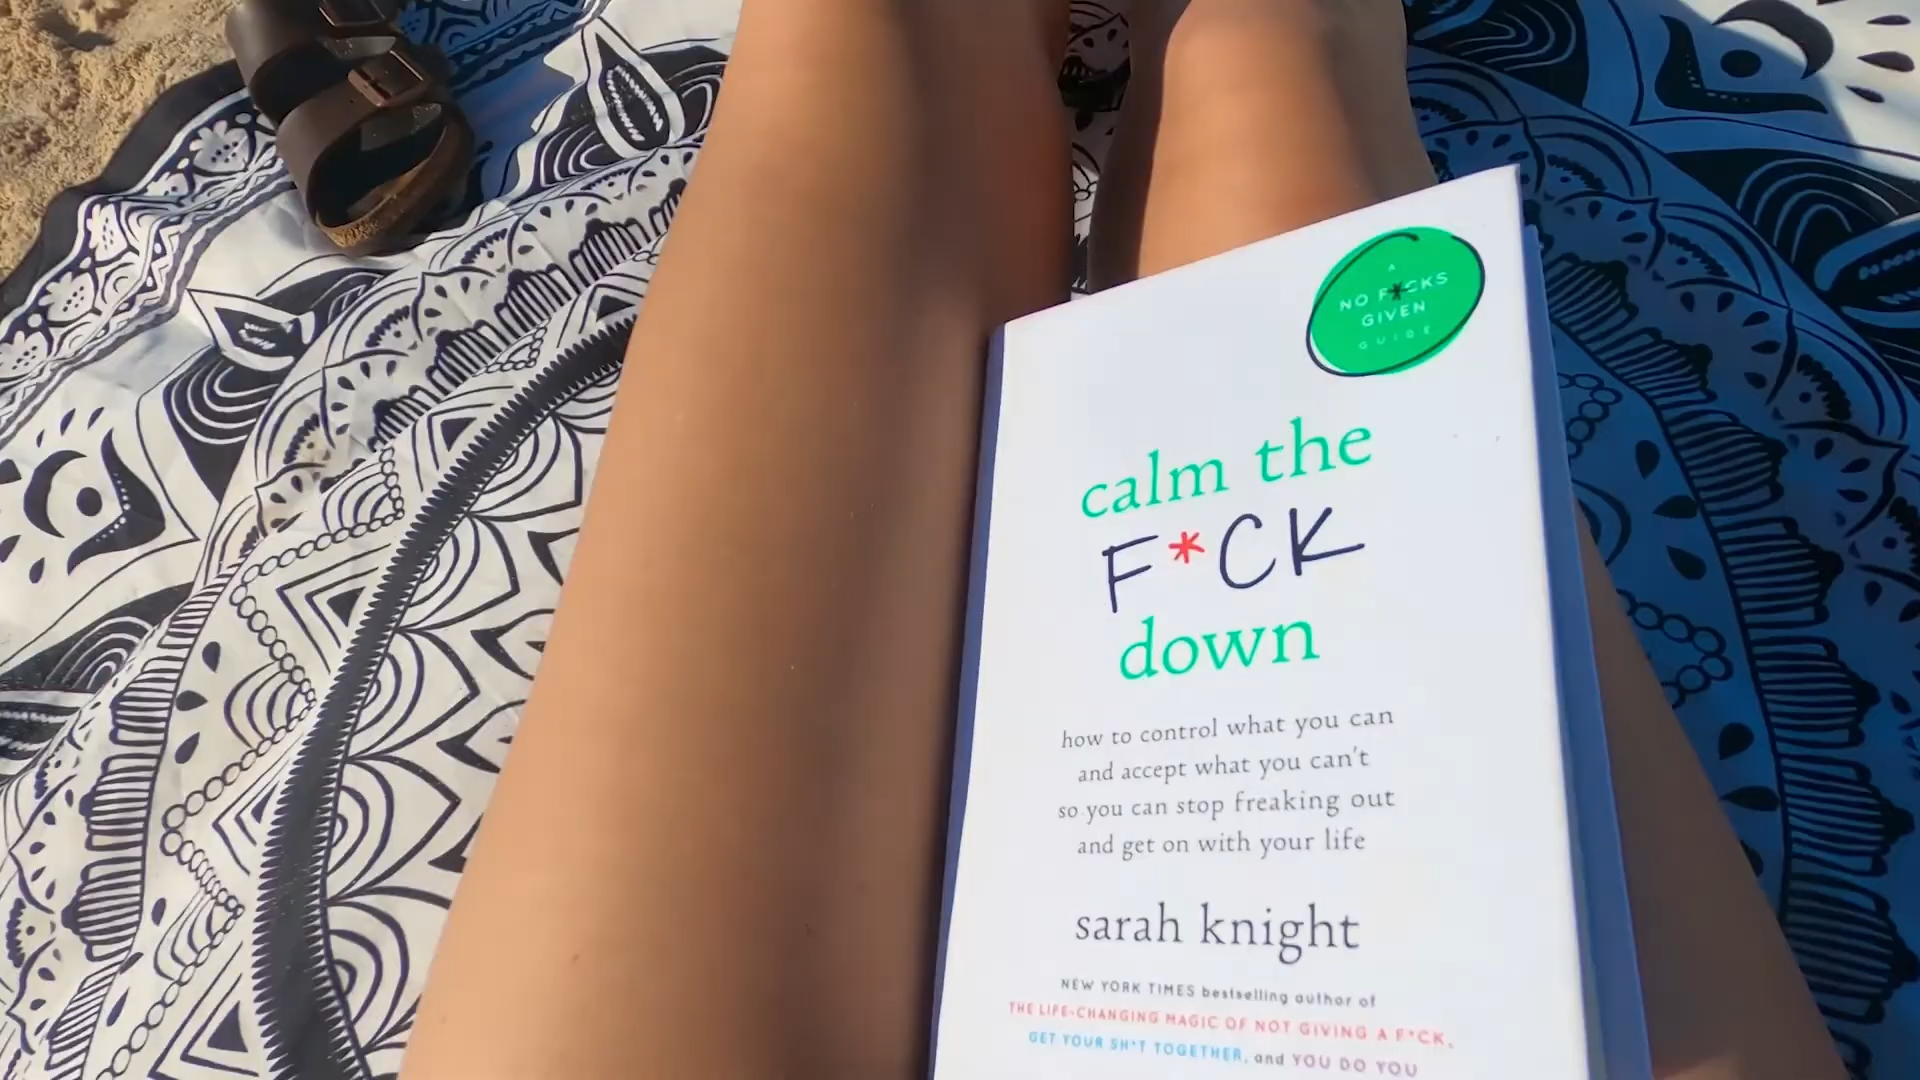 A
NO F*CKS
GIVEN
GUIDE
calm the
F*CK
down
how to control what you can
and accept what you can't
so you can stop freaking out
and get on with your life
sarah knight
NEW YORK TIMES bestselling author of
THE LIFE-CHANGING MAGIC OF NOT GIVING A F*CK,
GET YOUR SH*T TOGETHER, and YOU DO YOU